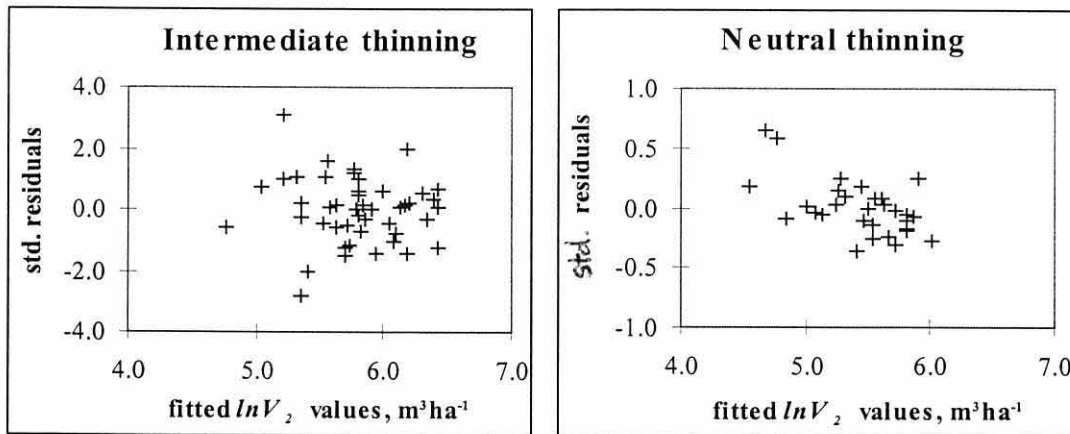 Intermediate thinning
4.0
2.0
0.0
-2.0
-4.0
std. residuals
4.0 5.0 6.0 7.0
fitted lnV₂ values, m³ha⁻¹
Neutral thinning
1.0
0.5
0.0
-0.5
-1.0
std. residuals
4.0 5.0 6.0 7.0
fitted lnV₂ values, m³ha⁻¹